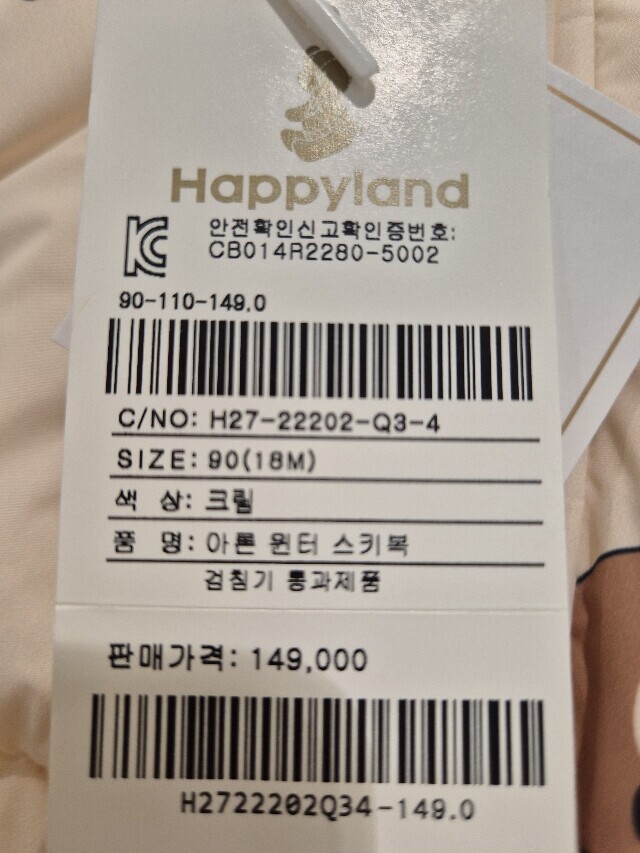 Happyland
안전확인신고확인증번호:
CB014R2280-5002
90-110-149.0
C/NO: H27-22202-Q3-4
SIZE: 90(18M)
색 상: 크림
품 명: 아론 윈터 스키복
검침기 통과제품
판매가격: 149,000
H2722202Q34-149.0